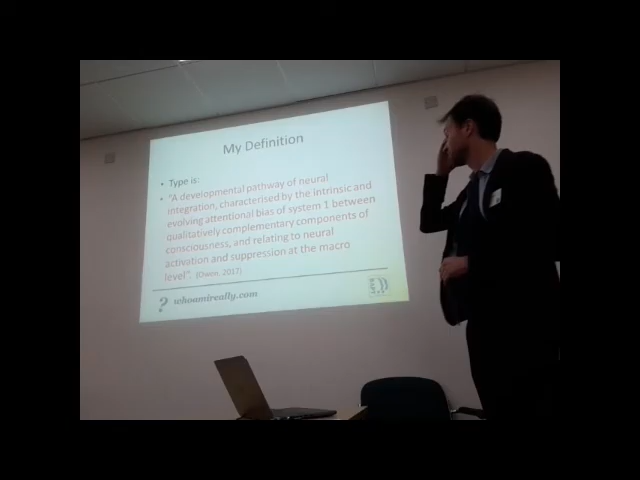 My Definition
• Type is:
• "A developmental pathway of neural
integration, characterised by the intrinsic and
evolving attentional bias of system 1 between
qualitatively complementary components of
consciousness, and relating to neural
activation and suppression at the macro
level". (Owen, 2017)
? whoamireally.com